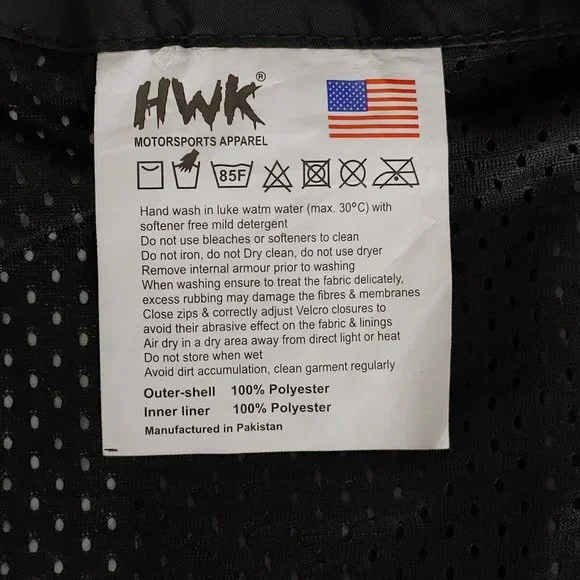 HWK®
MOTORSPORTS APPAREL
85F
Hand wash in luke watm water (max. 30ºC) with
softener free mild detergent
Do not use bleaches or softeners to clean
Do not iron, do not Dry clean, do not use dryer
Remove internal armour prior to washing
When washing ensure to treat the fabric delicately,
excess rubbing may damage the fibres & membranes
Close zips & correctly adjust Velcro closures to
avoid their abrasive effect on the fabric & linings
Air dry in a dry area away from direct light or heat
Do not store when wet
Avoid dirt accumulation, clean garment regularly
Outer-shell 100% Polyester
Inner liner 100% Polyester
Manufactured in Pakistan